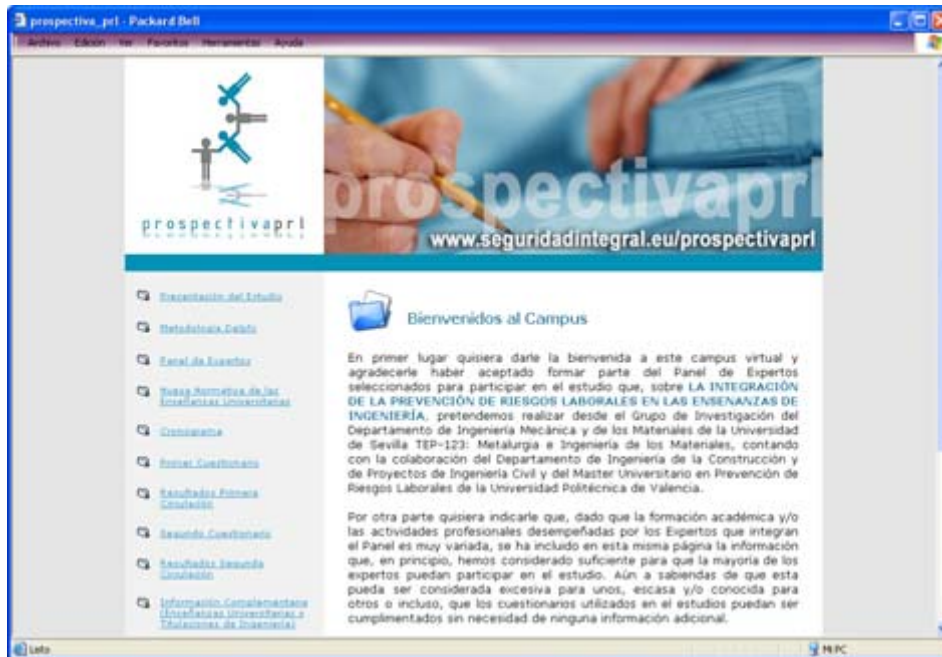 prospectiva_prl - Packard Bell
Archivo Edición Ver Favoritos Herramientas Ayuda
prospectivaprl
prospectivaprl
www.seguridadintegral.eu/prospectivaprl
Presentación del Estudio
Metodología Delphi
Panel de Expertos
Nueva Normativa de las
Enseñanzas Universitarias
Cronograma
Primer Cuestionario
Resultados Primera
Circulación
Segundo Cuestionario
Resultados Segunda
Circulación
Información Complementaria
(Enseñanzas Universitarias y
Titulaciones de Ingeniería)
Bienvenidos al Campus
En primer lugar quisiera darle la bienvenida a este campus virtual y
agradecerle haber aceptado formar parte del Panel de Expertos
seleccionados para participar en el estudio que, sobre LA INTEGRACIÓN
DE LA PREVENCIÓN DE RIESGOS LABORALES EN LAS ENSEÑANZAS DE
INGENIERÍA, pretendemos realizar desde el Grupo de Investigación del
Departamento de Ingeniería Mecánica y de los Materiales de la Universidad
de Sevilla TEP-123: Metalurgia e Ingeniería de los Materiales, contando
con la colaboración del Departamento de Ingeniería de la Construcción y
de Proyectos de Ingeniería Civil y del Master Universitario en Prevención de
Riesgos Laborales de la Universidad Politécnica de Valencia.
Por otra parte quisiera indicarle que, dado que la formación académica y/o
las actividades profesionales desempeñadas por los Expertos que integran
el Panel es muy variada, se ha incluido en esta misma página la información
que, en principio, hemos considerado suficiente para que la mayoría de los
expertos puedan participar en el estudio. Aún a sabiendas de que esta
pueda ser considerada excesiva para unos, escasa y/o conocida para
otros o incluso, que los cuestionarios utilizados en el estudios puedan ser
cumplimentados sin necesidad de ninguna información adicional.
Listo
Mi PC